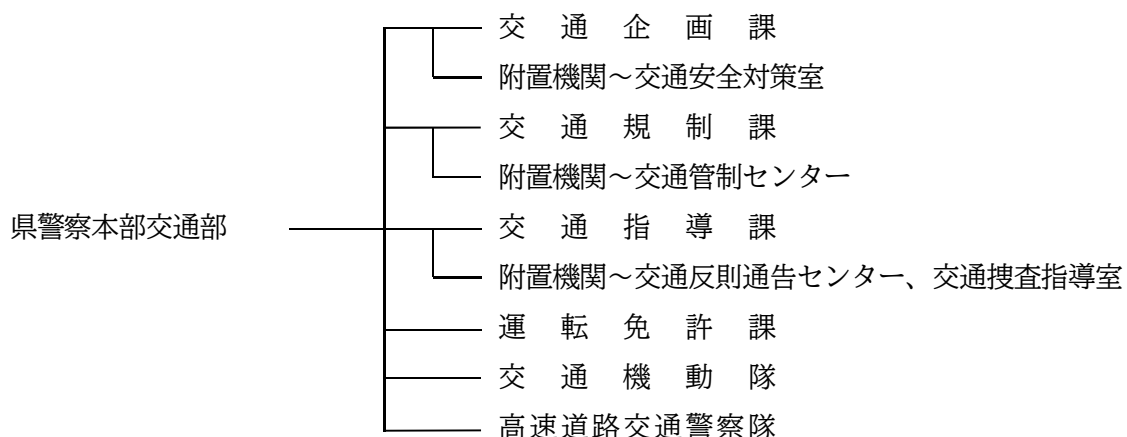 交通企画課
附置機関~交通安全対策室
交通規制課
附置機関~交通管制センター
県警察本部交通部
交通指導課
附置機関~交通反則通告センター、交通捜査指導室
運転免許課
交通機動隊
高速道路交通警察隊